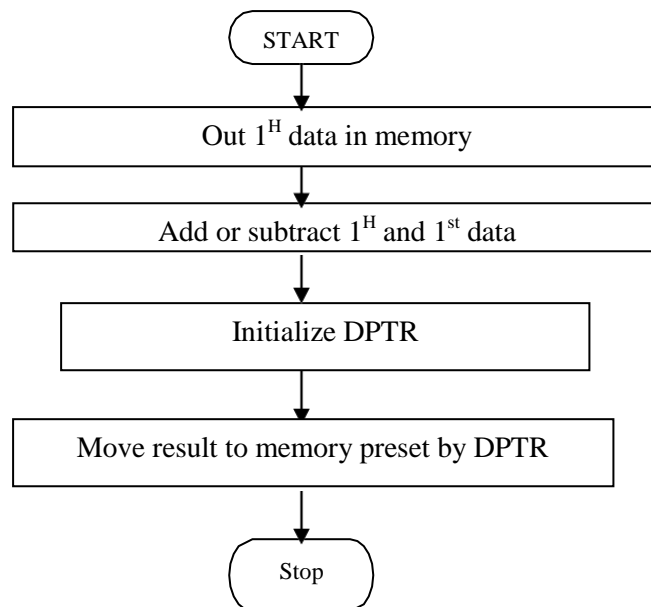 START
Out 1ᴴ data in memory
Add or subtract 1ᴴ and 1ˢᵗ data
Initialize DPTR
Move result to memory preset by DPTR
Stop